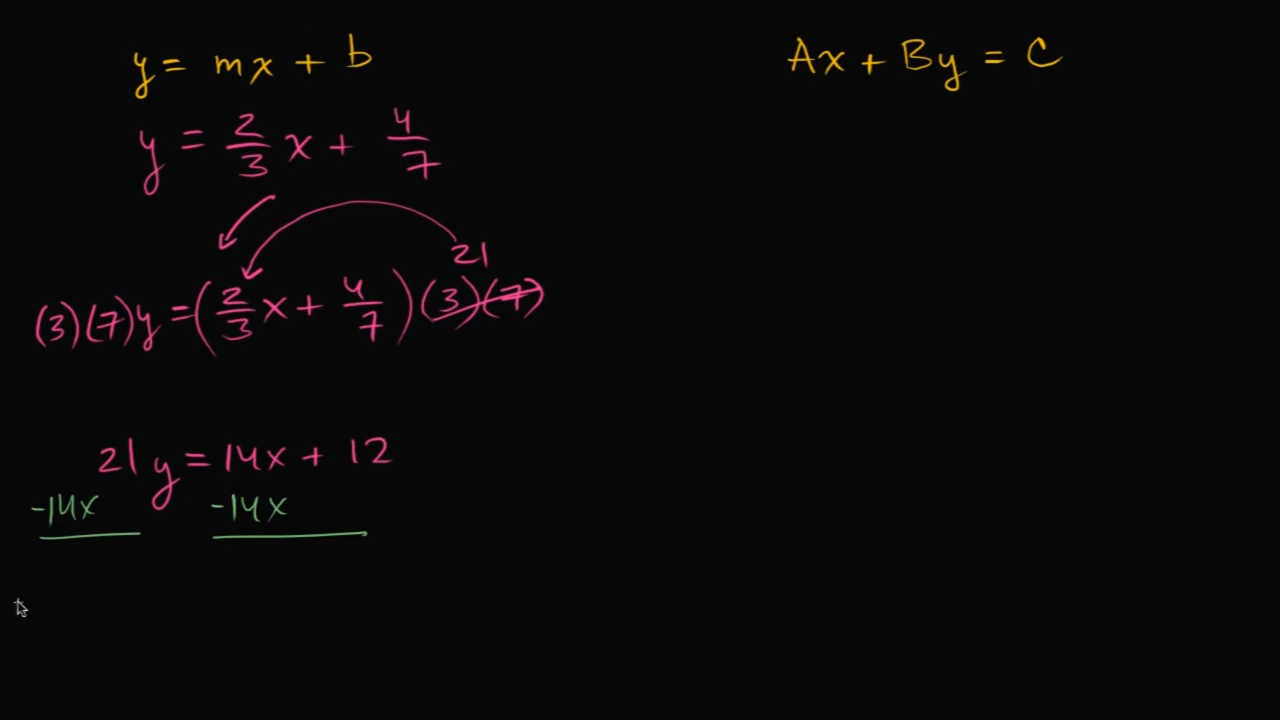 y = mx + b
Ax + By = C
y = 2/3 x + 4/7
21
(3)(7)y = (2/3 x + 4/7) (3)(7)
21y = 14x + 12
-14x -14x